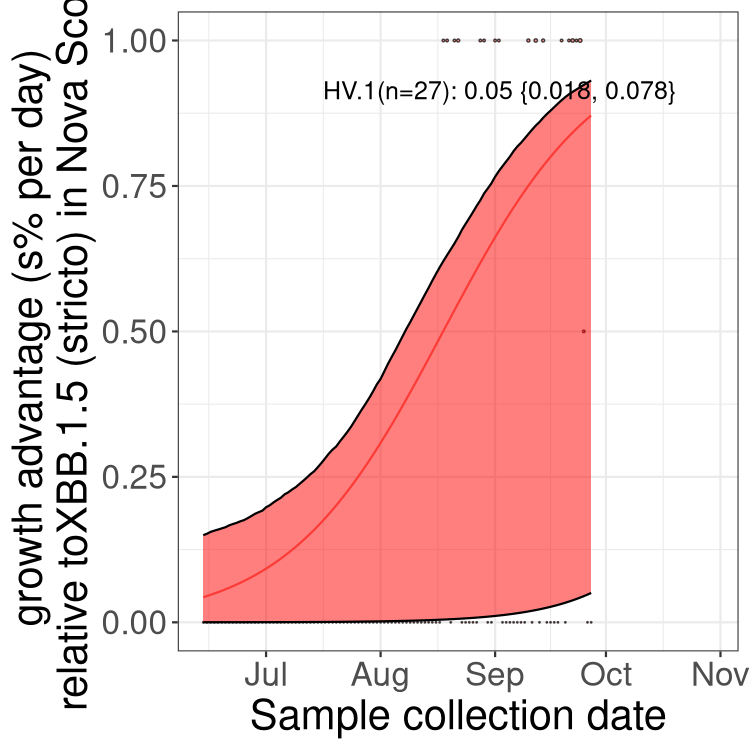 growth advantage (s% per day)
relative toXBB.1.5 (stricto) in Nova Sco
1.00
0.75
0.50
0.25
0.00
HV.1(n=27): 0.05 {0.018, 0.078}
Jul Aug Sep Oct Nov
Sample collection date